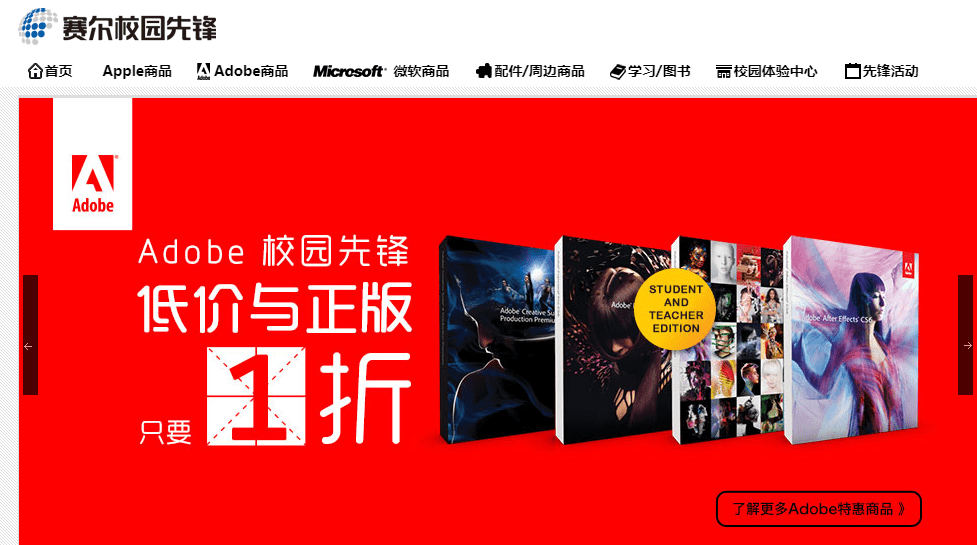 赛尔校园先锋
首页 Apple商品 Adobe商品 Microsoft 微软商品 配件/周边商品 学习/图书 校园体验中心 先锋活动
Adobe
Adobe 校园先锋
低价与正版
只要 1 折
STUDENT
AND
TEACHER
EDITION
Adobe Creative Su
Production Premiu
Adobe
Adobe After Effects CS6
了解更多Adobe特惠商品 》